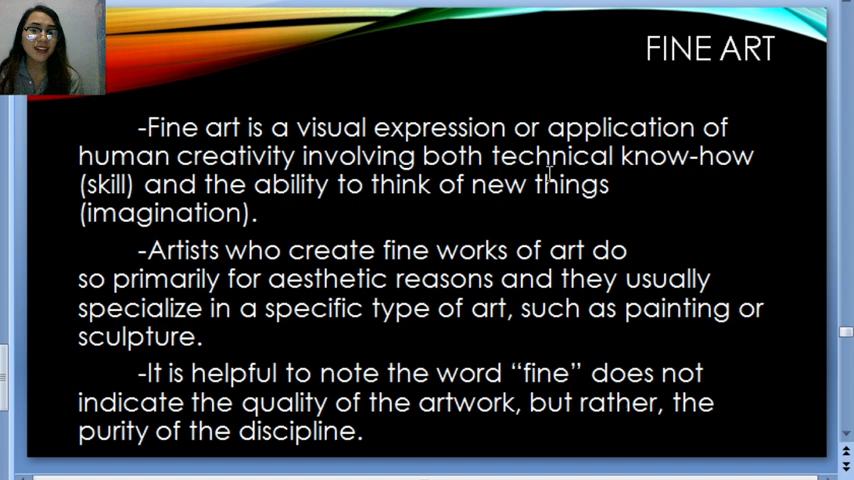 FINE ART
-Fine art is a visual expression or application of
human creativity involving both technical know-how
(skill) and the ability to think of new things
(imagination).
-Artists who create fine works of art do
so primarily for aesthetic reasons and they usually
specialize in a specific type of art, such as painting or
sculpture.
-It is helpful to note the word “fine” does not
indicate the quality of the artwork, but rather, the
purity of the discipline.